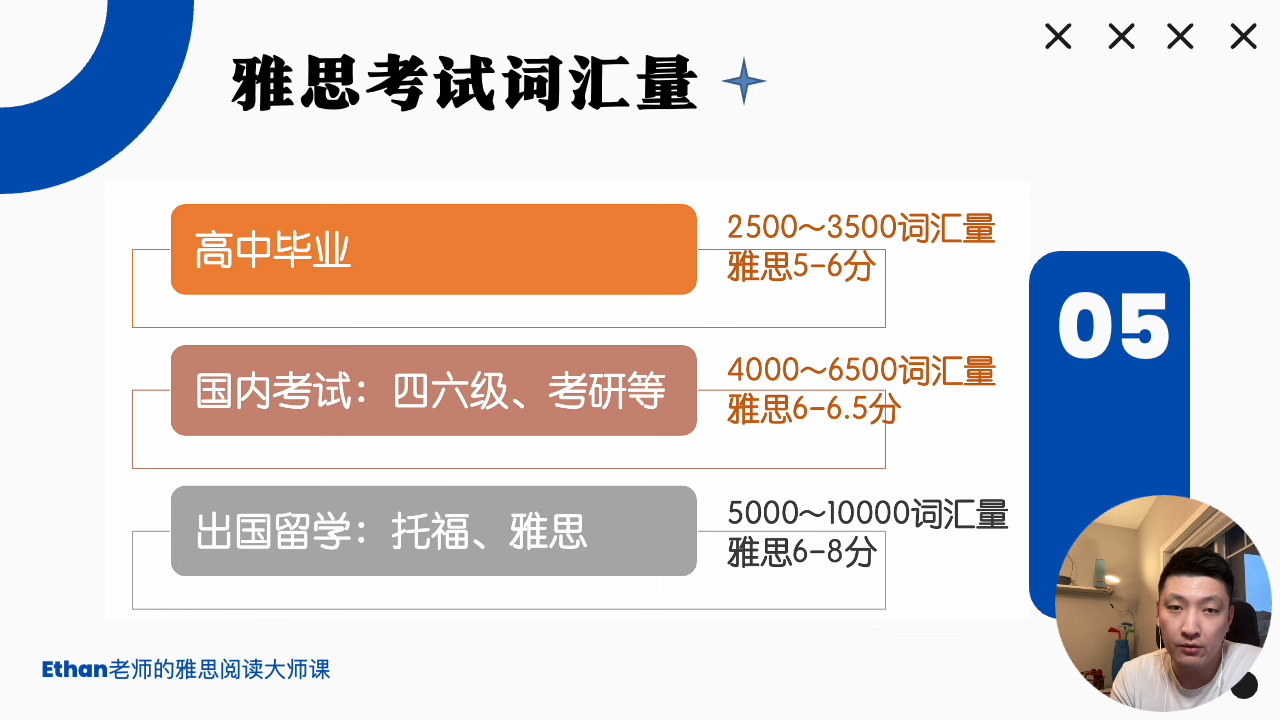 雅思考试词汇量
高中毕业
2500～3500词汇量
雅思5-6分
国内考试：四六级、考研等
4000～6500词汇量
雅思6-6.5分
出国留学：托福、雅思
5000～10000词汇量
雅思6-8分
05
Ethan老师的雅思阅读大师课